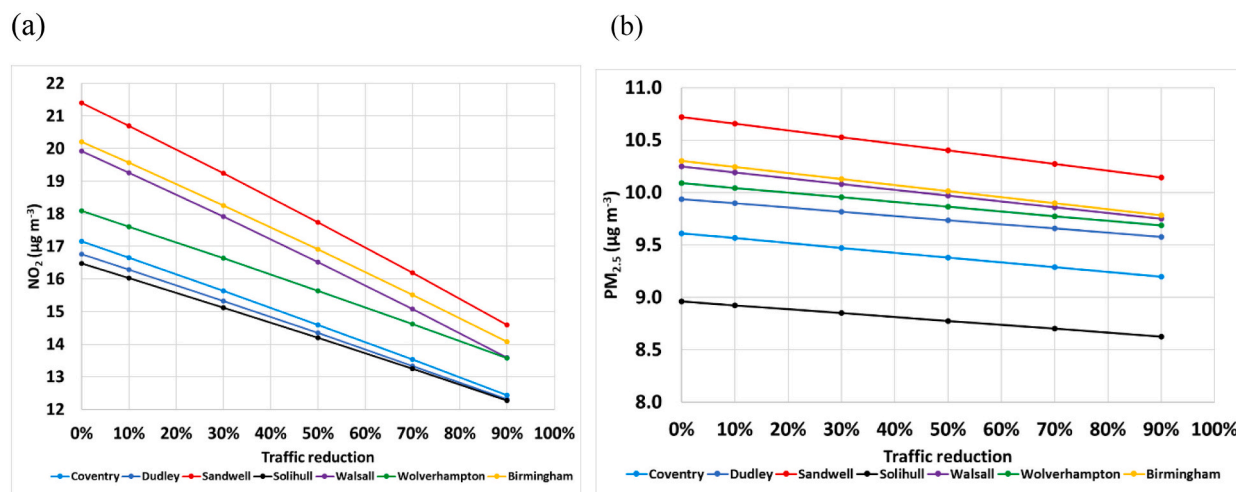 (a)
(b)
22
21
20
19
18
17
16
15
14
13
12
NO₂ (µg m⁻³)
0% 10% 20% 30% 40% 50% 60% 70% 80% 90% 100%
Traffic reduction
Coventry Dudley Sandwell Solihull Walsall Wolverhampton Birmingham
11.0
10.5
10.0
9.5
9.0
8.5
8.0
PM₂.₅ (µg m⁻³)
0% 10% 20% 30% 40% 50% 60% 70% 80% 90% 100%
Traffic reduction
Coventry Dudley Sandwell Solihull Walsall Wolverhampton Birmingham